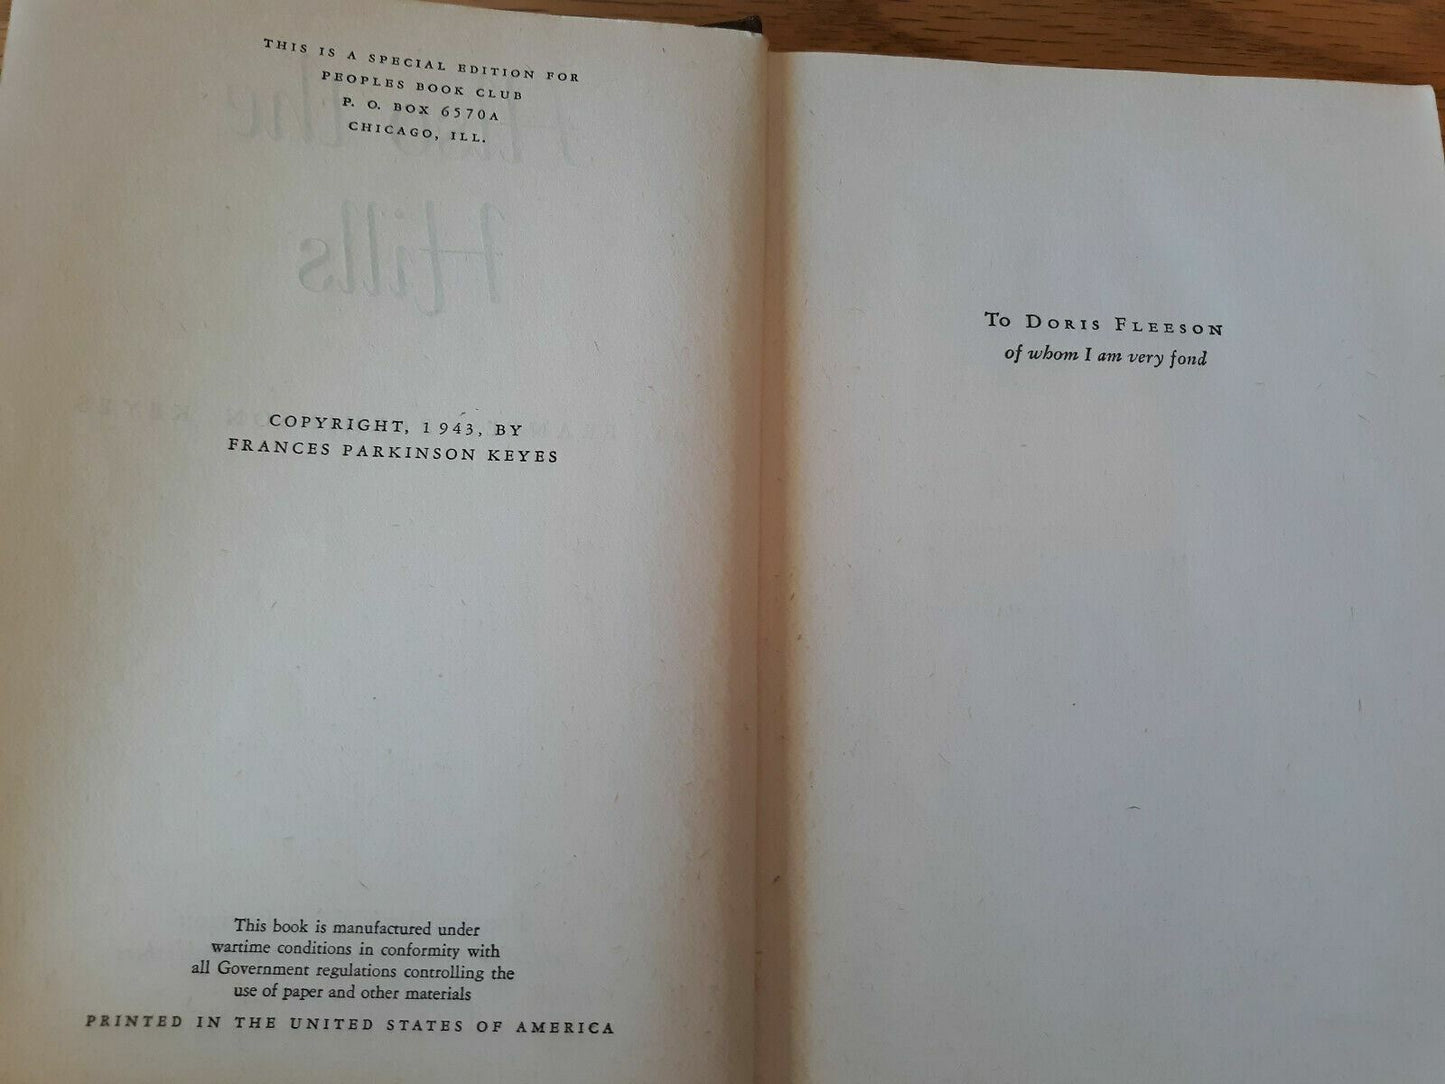 THIS IS A SPECIAL EDITION FOR
PEOPLES BOOK CLUB
P. O. BOX 6570A
CHICAGO, ILL.
Hills
COPYRIGHT, 1943, BY
FRANCES PARKINSON KEYES
This book is manufactured under
wartime conditions in conformity with
all Government regulations controlling the
use of paper and other materials
PRINTED IN THE UNITED STATES OF AMERICA
To DORIS FLEESON
of whom I am very fond